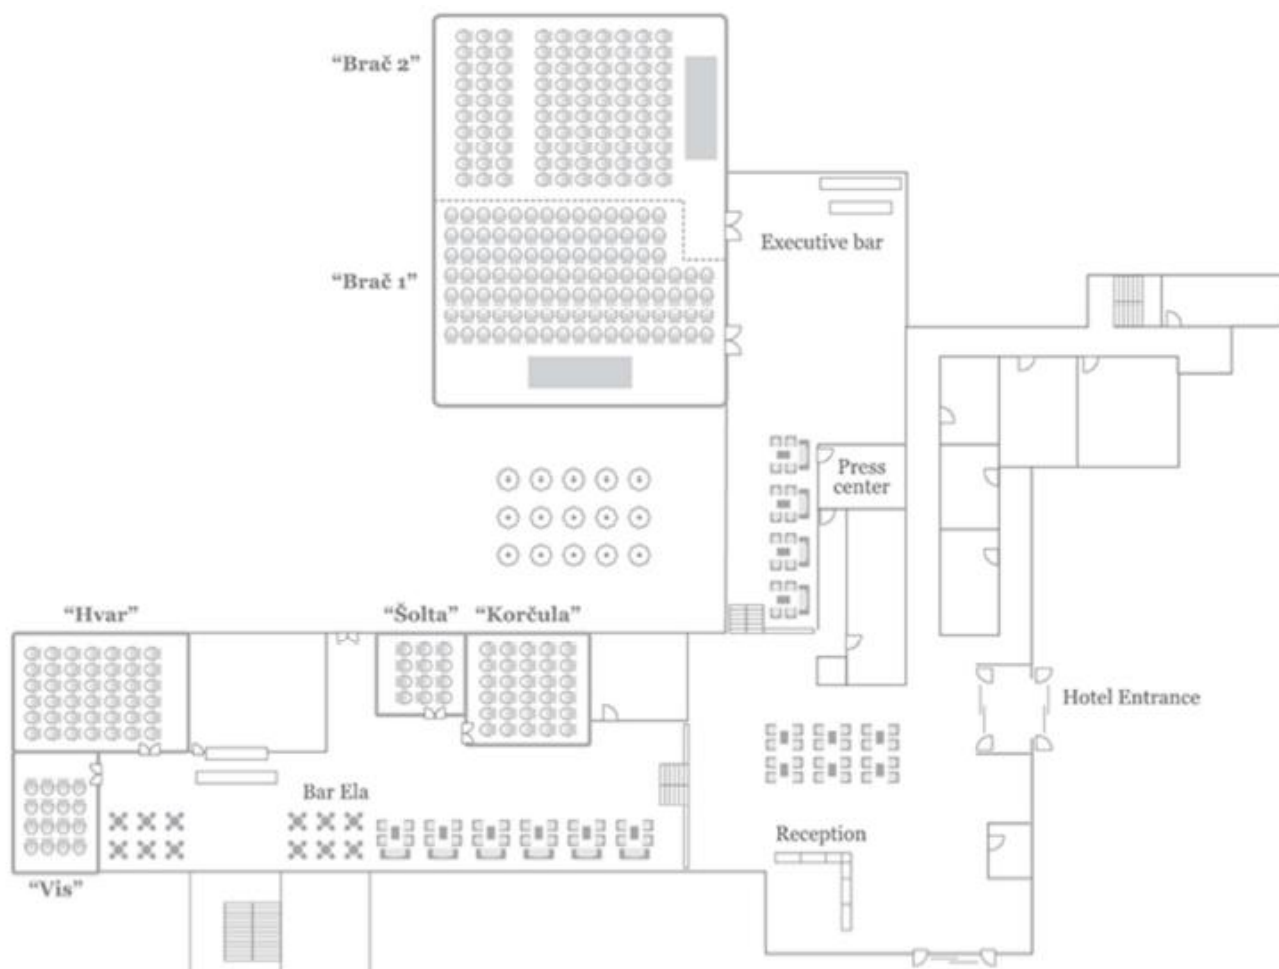 “Brač 2”
Executive bar
“Brač 1”
Press
center
“Hvar”
“Šolta”
“Korčula”
Hotel Entrance
Bar Ela
Reception
“Vis”